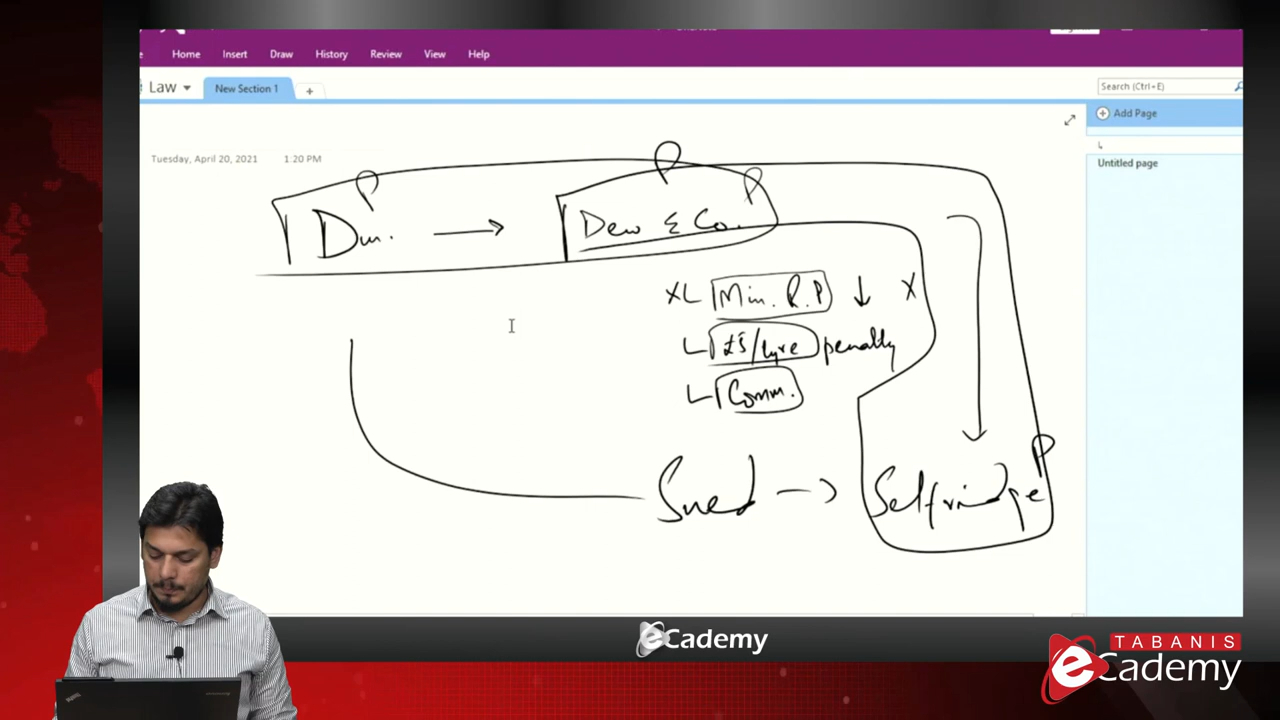 Home Insert Draw History Review View Help
Law New Section 1 +
Search (Ctrl+E)
Add Page
Untitled page
Tuesday, April 20, 2021 1:20 PM
P P P
Du. → Dew & Co.
XL Min. R.P ↓ X
£5/tyre penalty
Comm.
Sued → Selfridge P
eCademy
TABANIS
eCademy